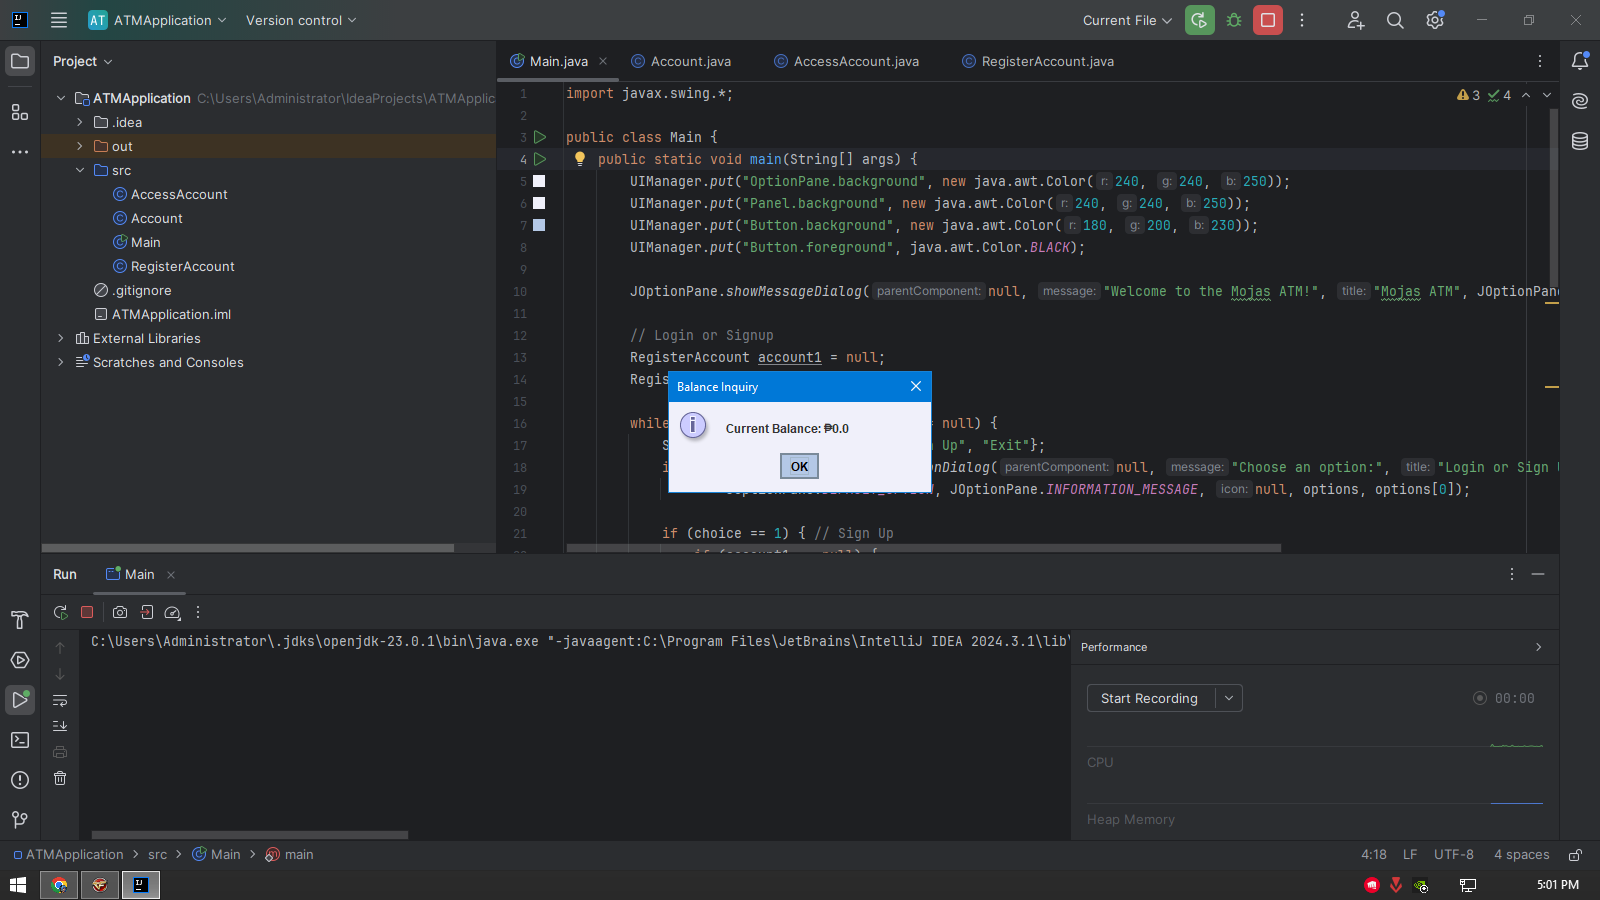 AT ATMApplication Version control Current File
Project
ATMApplication C:\Users\Administrator\IdeaProjects\ATMApplic
.idea
out
src
AccessAccount
Account
Main
RegisterAccount
.gitignore
ATMApplication.iml
External Libraries
Scratches and Consoles
Main.java Account.java AccessAccount.java RegisterAccount.java
3 4
1 import javax.swing.*;
2
3 public class Main {
4 public static void main(String[] args) {
5 UIManager.put("OptionPane.background", new java.awt.Color( r: 240, g: 240, b: 250));
6 UIManager.put("Panel.background", new java.awt.Color( r: 240, g: 240, b: 250));
7 UIManager.put("Button.background", new java.awt.Color( r: 180, g: 200, b: 230));
8 UIManager.put("Button.foreground", java.awt.Color.BLACK);
9
10 JOptionPane.showMessageDialog( parentComponent: null, message: "Welcome to the Mojas ATM!", title: "Mojas ATM", JOptionPane
11
12 // Login or Signup
13 RegisterAccount account1 = null;
14 Regis
15
16 while = null) {
17 S Up", "Exit"};
18 i nDialog( parentComponent: null, message: "Choose an option:", title: "Login or Sign U
19 JOptionPane.INFORMATION_MESSAGE, icon: null, options, options[0]);
20
21 if (choice == 1) { // Sign Up
Balance Inquiry
Current Balance: ₱0.0
OK
Run Main
C:\Users\Administrator\.jdks\openjdk-23.0.1\bin\java.exe "-javaagent:C:\Program Files\JetBrains\IntelliJ IDEA 2024.3.1\lib\
Performance
Start Recording 00:00
CPU
Heap Memory
ATMApplication > src > Main > main 4:18 LF UTF-8 4 spaces
5:01 PM